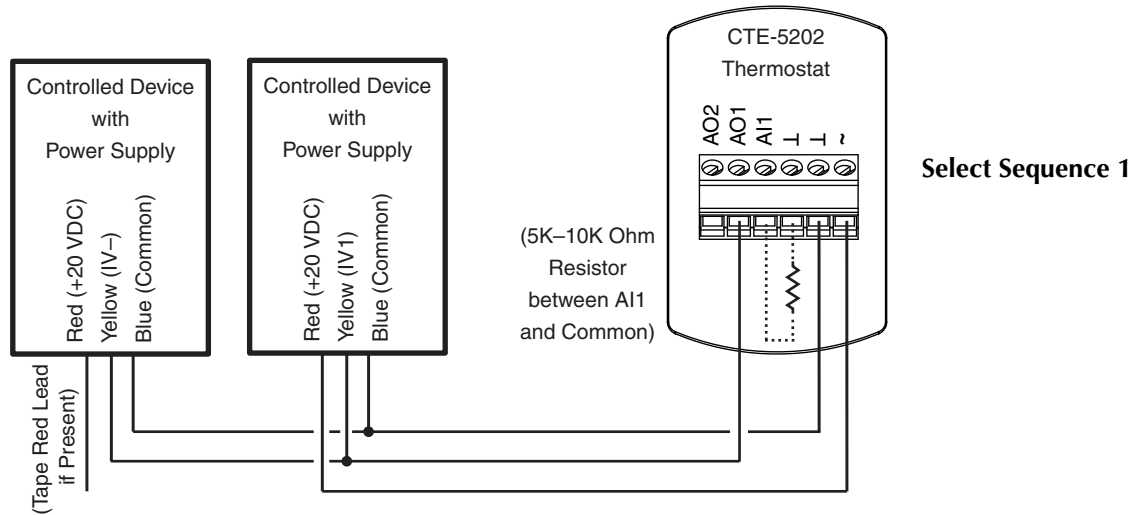 Controlled Device
with
Power Supply
Red (+20 VDC)
Yellow (IV–)
Blue (Common)
(Tape Red Lead
if Present)
Controlled Device
with
Power Supply
Red (+20 VDC)
Yellow (IV1)
Blue (Common)
(5K–10K Ohm
Resistor
between AI1
and Common)
CTE-5202
Thermostat
AO2
AO1
AI1
⊥
⊥
~
Select Sequence 1